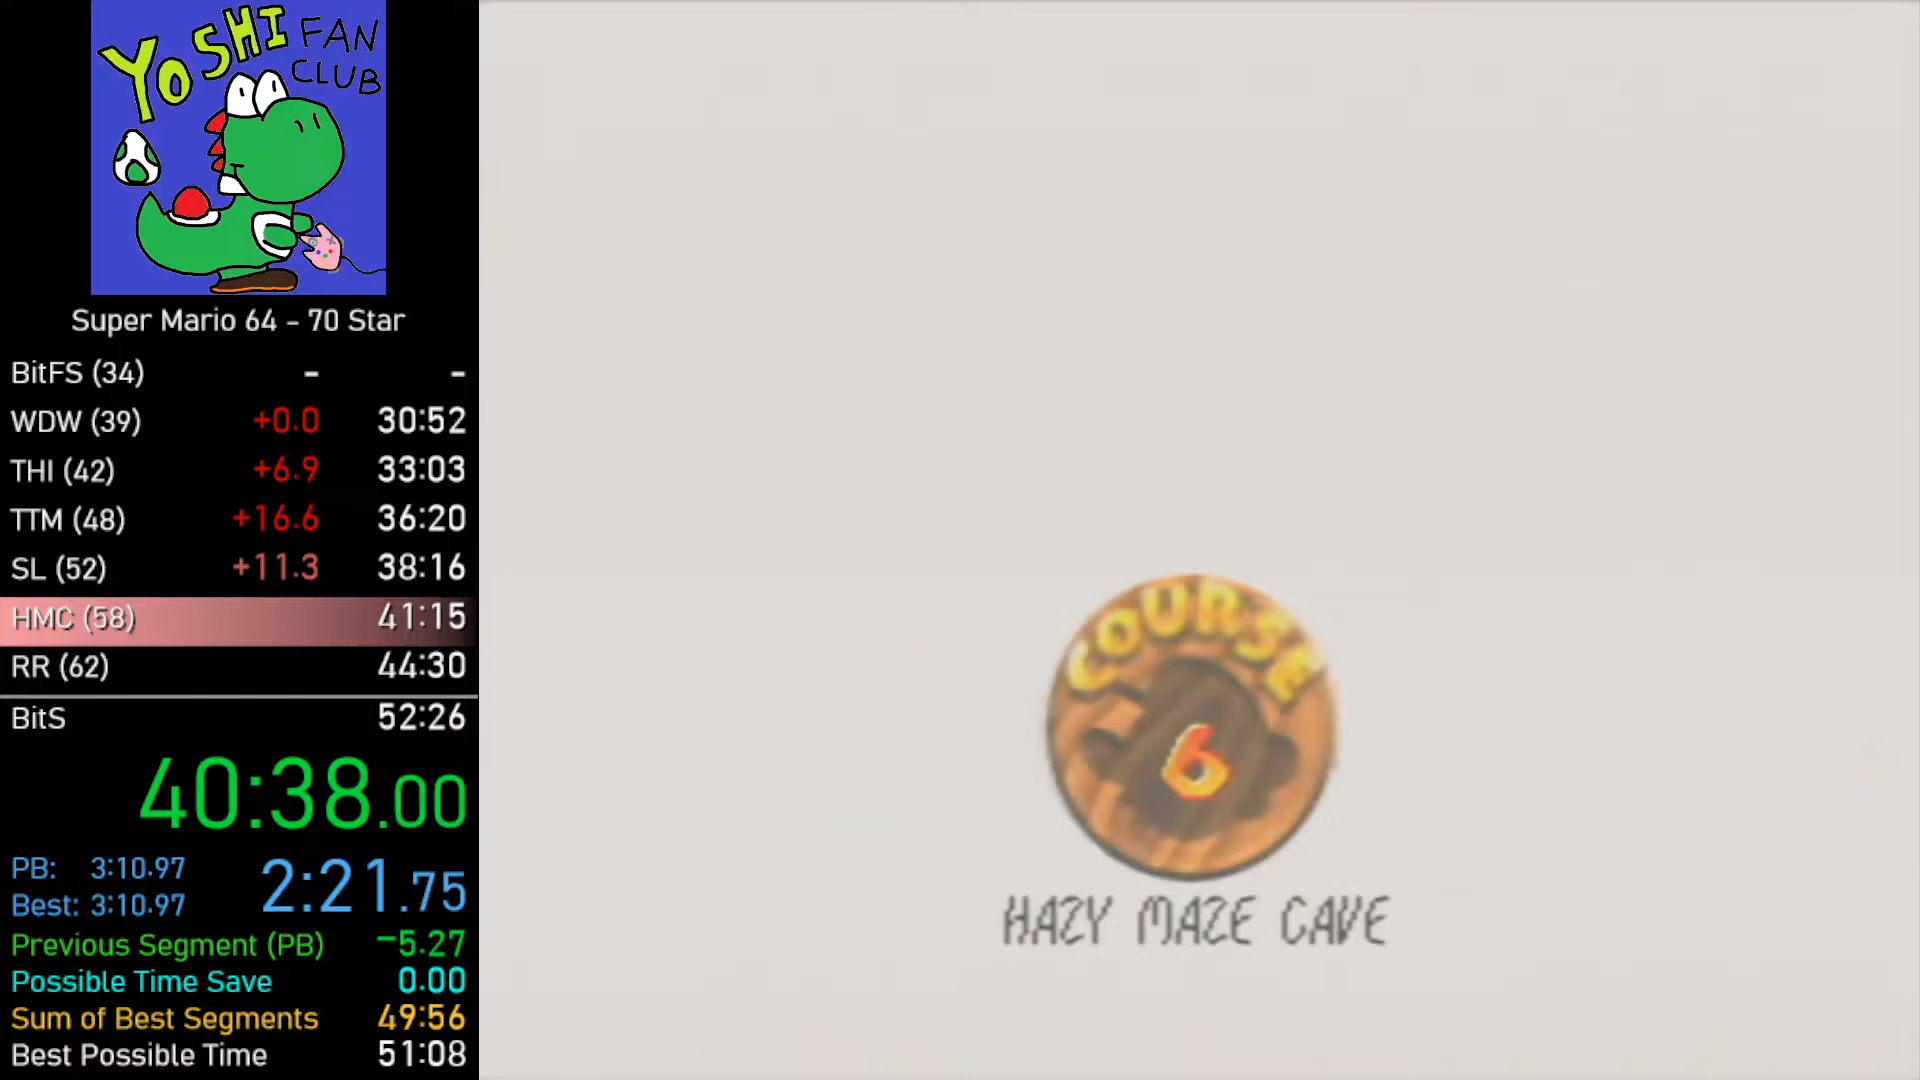 YOSHI FAN CLUB
Super Mario 64 - 70 Star
BitFS (34) - -
WDW (39) +0.0 30:52
THI (42) +6.9 33:03
TTM (48) +16.6 36:20
SL (52) +11.3 38:16
HMC (58) 41:15
RR (62) 44:30
BitS 52:26
40:38.00
PB: 3:10.97
Best: 3:10.97
2:21.75
Previous Segment (PB) -5.27
Possible Time Save 0.00
Sum of Best Segments 49:56
Best Possible Time 51:08
COURSE
6
HAZY MAZE CAVE